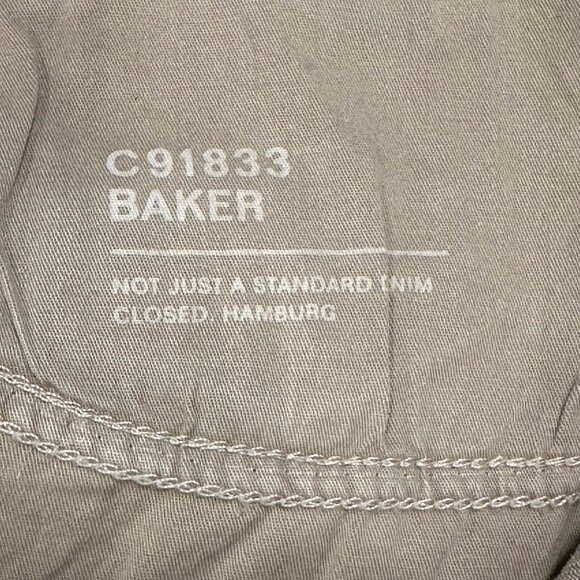 C91833
BAKER
NOT JUST A STANDARD
CLOSED. HAMBURG